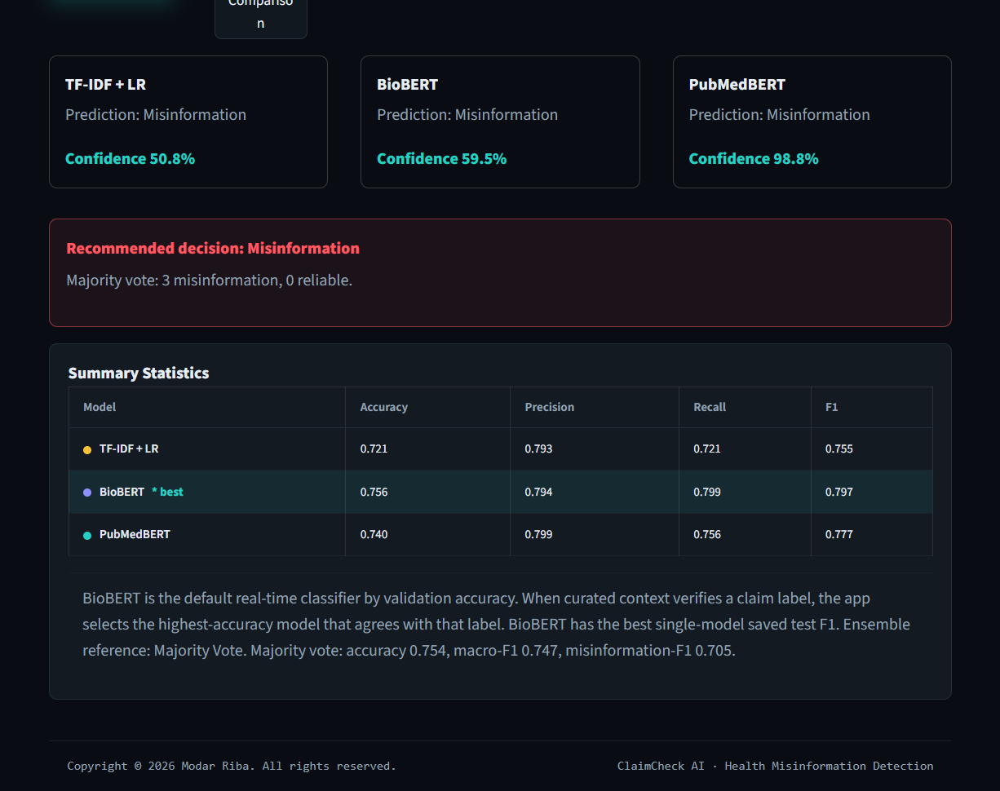 Compariso
n
TF-IDF + LR
Prediction: Misinformation
Confidence 50.8%
BioBERT
Prediction: Misinformation
Confidence 59.5%
PubMedBERT
Prediction: Misinformation
Confidence 98.8%
Recommended decision: Misinformation
Majority vote: 3 misinformation, 0 reliable.
Summary Statistics
Model Accuracy Precision Recall F1
TF-IDF + LR 0.721 0.793 0.721 0.755
BioBERT * best 0.756 0.794 0.799 0.797
PubMedBERT 0.740 0.799 0.756 0.777
BioBERT is the default real-time classifier by validation accuracy. When curated context verifies a claim label, the app
selects the highest-accuracy model that agrees with that label. BioBERT has the best single-model saved test F1. Ensemble
reference: Majority Vote. Majority vote: accuracy 0.754, macro-F1 0.747, misinformation-F1 0.705.
Copyright © 2026 Modar Riba. All rights reserved.
ClaimCheck AI · Health Misinformation Detection